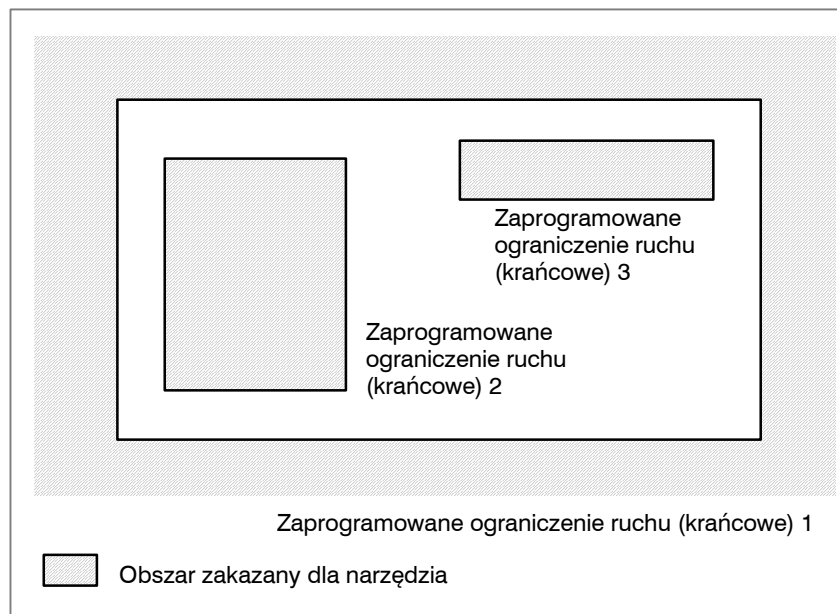 Zaprogramowane
ograniczenie ruchu
(krańcowe) 3
Zaprogramowane
ograniczenie ruchu
(krańcowe) 2
Zaprogramowane ograniczenie ruchu (krańcowe) 1
Obszar zakazany dla narzędzia